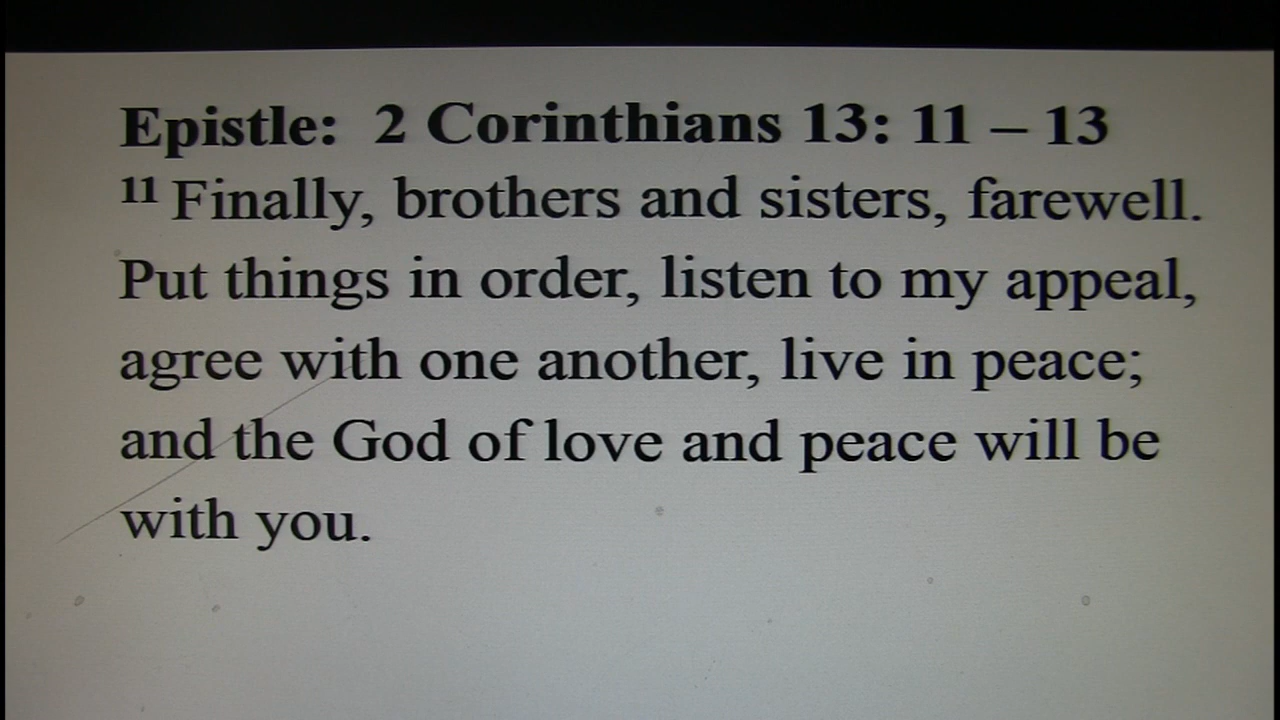 Epistle:  2 Corinthians 13: 11 – 13
¹¹ Finally, brothers and sisters, farewell.
Put things in order, listen to my appeal,
agree with one another, live in peace;
and the God of love and peace will be
with you.